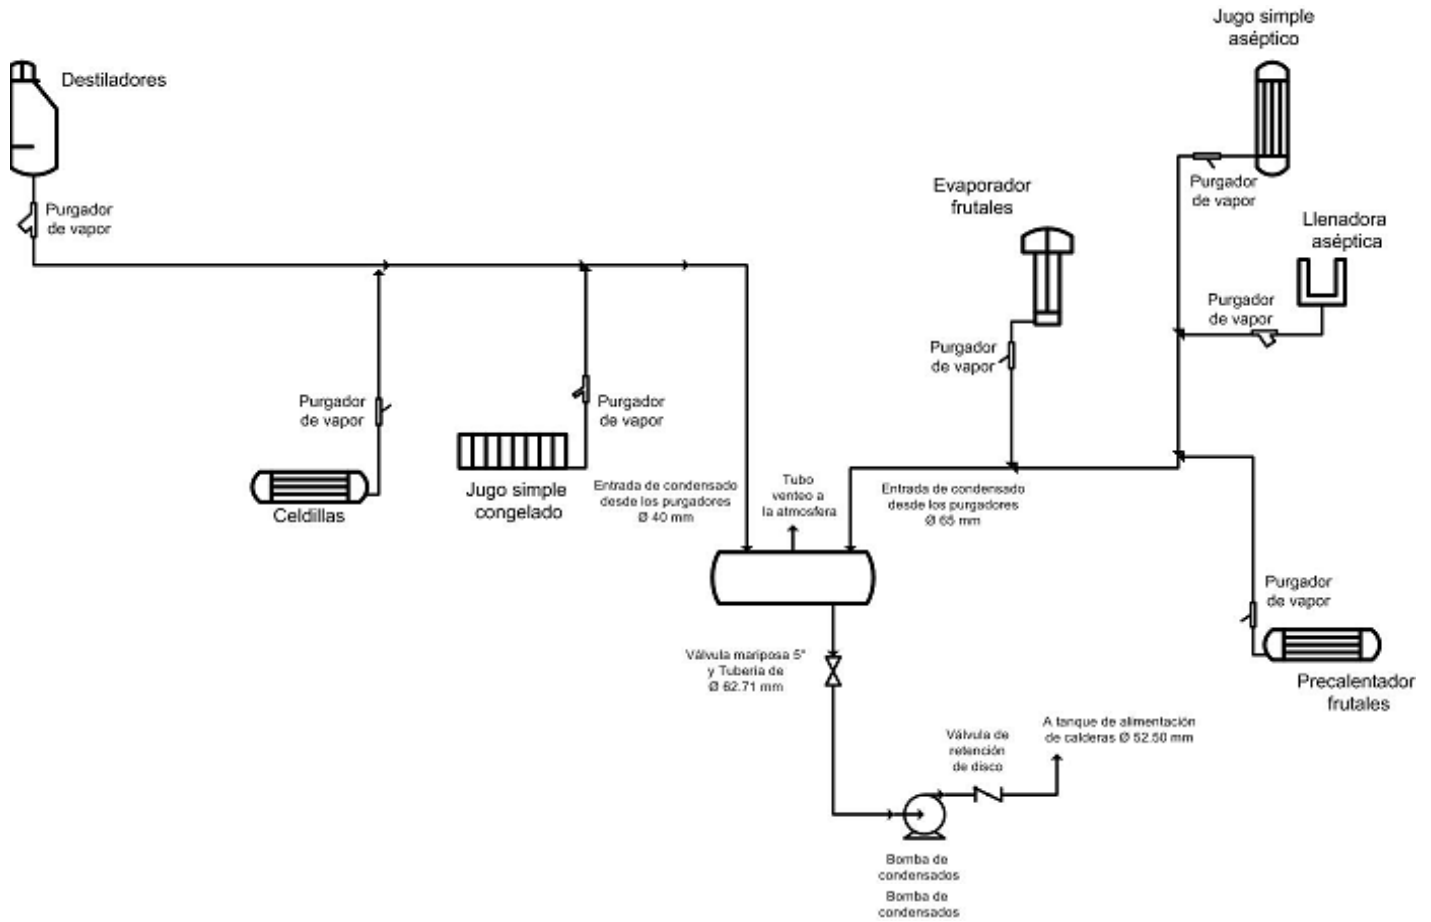 Jugo simple
aséptico
Destiladores
Purgador
de vapor
Evaporador
frutales
Purgador
de vapor
Llenadora
aséptica
Purgador
de vapor
Purgador
de vapor
Purgador
de vapor
Purgador
de vapor
Jugo simple
congelado
Celdillas
Entrada de condensado
desde los purgadores
Ø 40 mm
Tubo
venteo a
la atmosfera
Entrada de condensado
desde los purgadores
Ø 65 mm
Purgador
de vapor
Válvula mariposa 5"
y Tubería de
Ø 62.71 mm
Precalentador
frutales
Válvula de
retención
de disco
A tanque de alimentación
de calderas Ø 52.50 mm
Bomba de
condensados
Bomba de
condensados